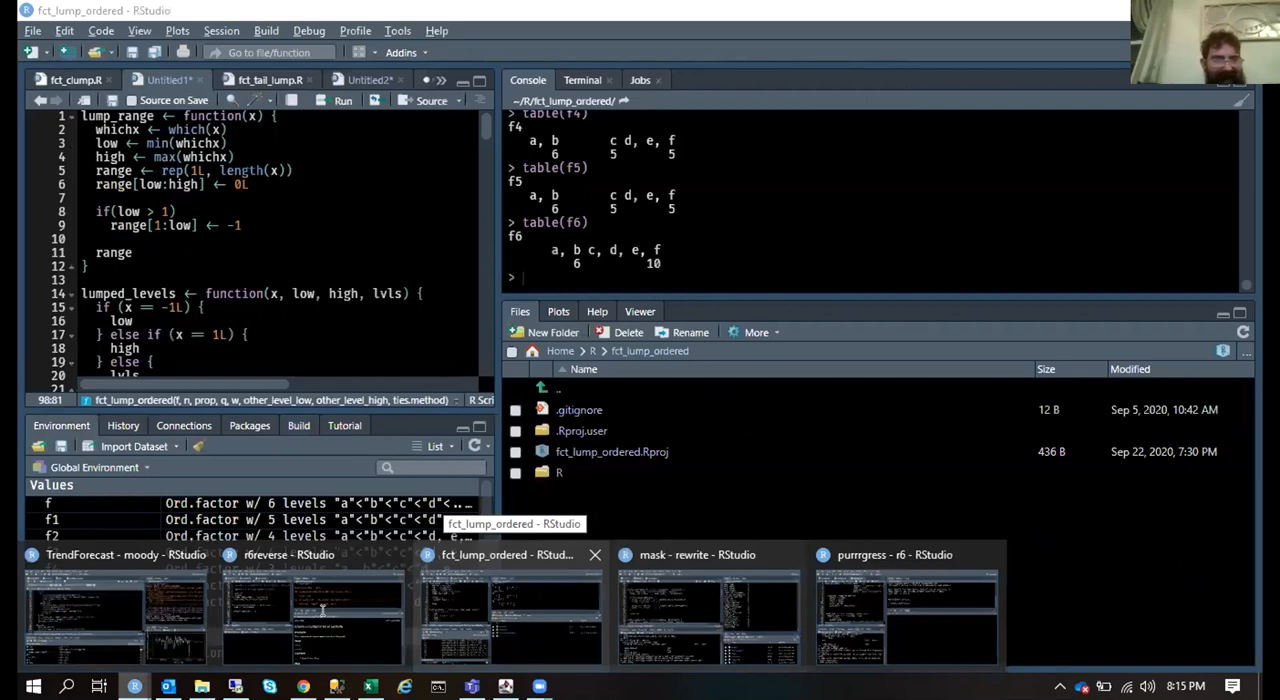 fct_lump_ordered - RStudio
File Edit Code View Plots Session Build Debug Profile Tools Help
Go to file/function Addins
fct_clump.R Untitled1* fct_tail_lump.R Untitled2*
Source on Save Run Source
1 lump_range <- function(x) {
2 whichx <- which(x)
3 low <- min(whichx)
4 high <- max(whichx)
5 range <- rep(1L, length(x))
6 range[low:high] <- 0L
7
8 if(low > 1)
9 range[1:low] <- -1
10
11 range
12 }
13
14 lumped_levels <- function(x, low, high, lvls) {
15 if (x == -1L) {
16 low
17 } else if (x == 1L) {
18 high
19 } else {
20 lvls
21
98:81 fct_lump_ordered(f, n, prop, q, w, other_level_low, other_level_high, ties.method) R Scri
Console Terminal Jobs
~/R/fct_lump_ordered/
> table(f4)
f4
a, b c d, e, f
6 5 5
> table(f5)
f5
a, b c d, e, f
6 5 5
> table(f6)
f6
a, b c, d, e, f
6 10
>
Files Plots Help Viewer
New Folder Delete Rename More
Home R fct_lump_ordered
Name Size Modified
..
.gitignore 12 B Sep 5, 2020, 10:42 AM
.Rproj.user
fct_lump_ordered.Rproj 436 B Sep 22, 2020, 7:30 PM
R
Environment History Connections Packages Build Tutorial
Import Dataset List
Global Environment
Values
f Ord.factor w/ 6 levels "a"<"b"<"c"<"d"<..…
f1 Ord.factor w/ 5 levels "a"<"b"<"c"<"d"<…
f2 Ord.factor w/ 4 levels "a"<"b"<"c"<"d, e…
fct_lump_ordered - RStudio
TrendForecast - moody - RStudio r6reverse - RStudio fct_lump_ordered - RStud... mask - rewrite - RStudio purrrgress - r6 - RStudio
8:15 PM